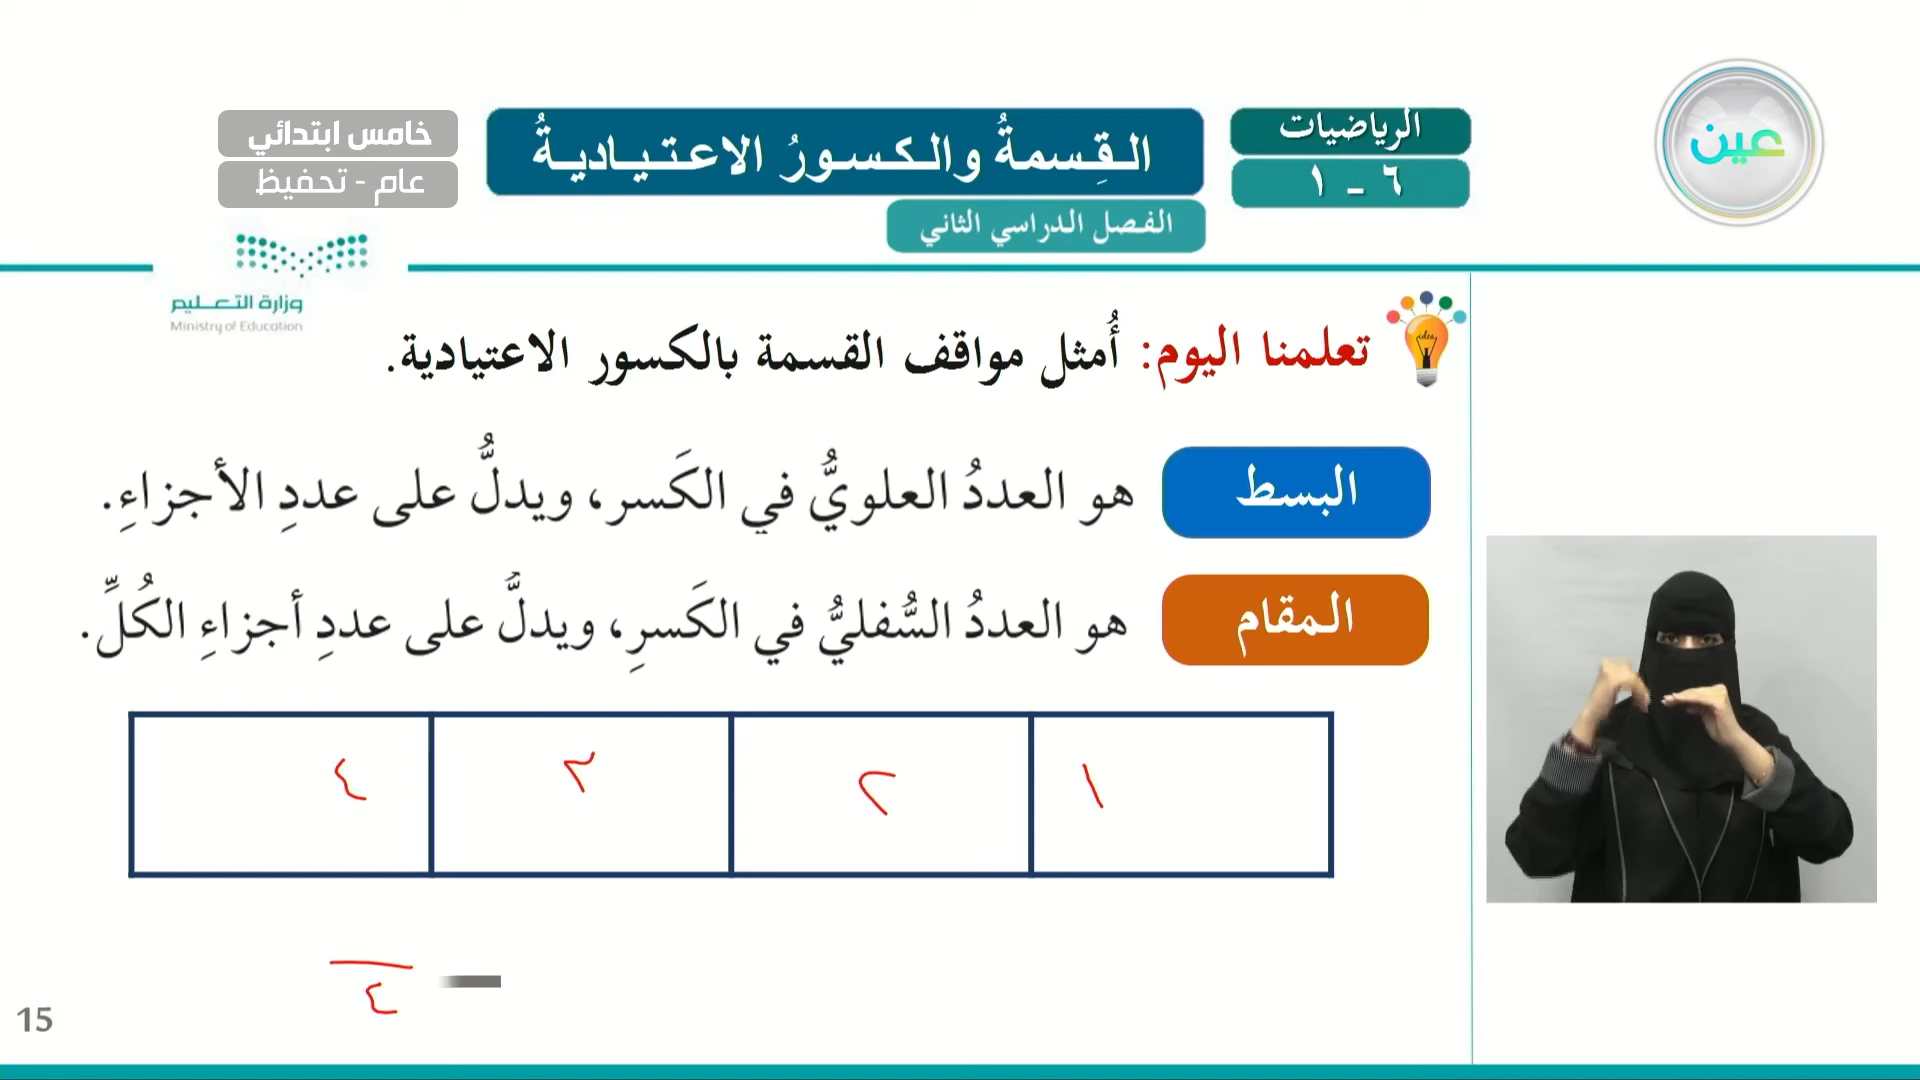 عين
الرياضيات
٦ - ١
القِسمةُ والكسورُ الاعتياديةُ
الفصل الدراسي الثاني
خامس ابتدائي
عام - تحفيظ
وزارة التعليم
Ministry of Education
idea
تعلمنا اليوم: أُمثل مواقف القسمة بالكسور الاعتيادية.
البسط هو العددُ العلويُّ في الكَسر، ويدلُّ على عددِ الأجزاءِ.
المقام هو العددُ السُّفليُّ في الكَسرِ، ويدلُّ على عددِ أجزاءِ الكُلِّ.
١ ٢ ٣ ٤
٤
15